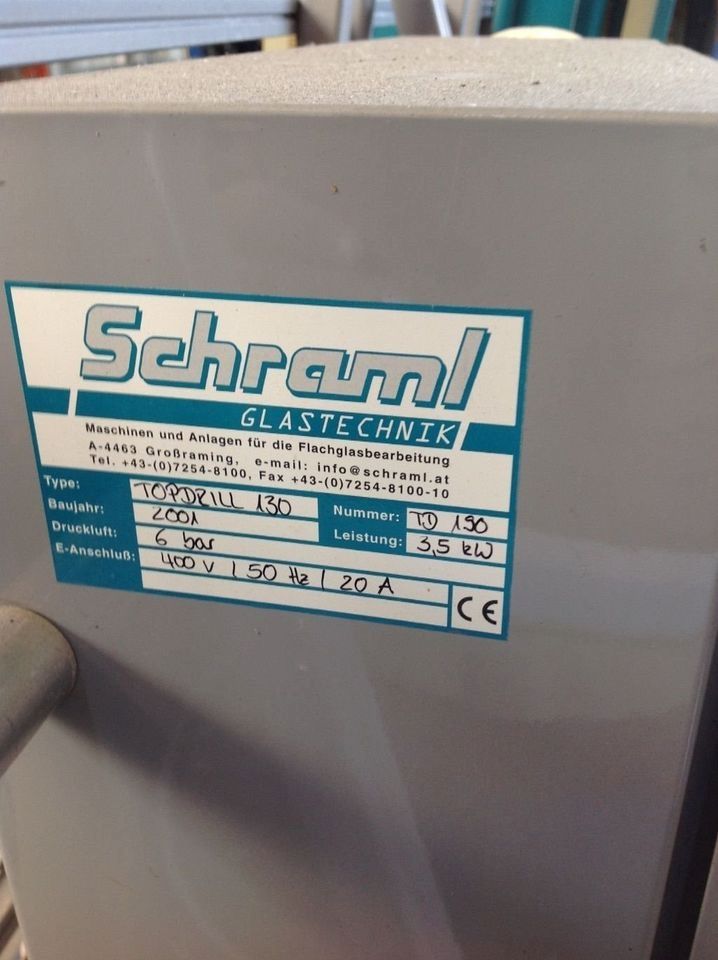 Schraml
GLASTECHNIK
Maschinen und Anlagen für die Flachglasbearbeitung
A-4463 Großraming, e-mail: info@schraml.at
Tel. +43-(0)7254-8100, Fax +43-(0)7254-8100-10
Type: TOPDRILL 130 Nummer: TD 190
Baujahr: 2001 Leistung: 3,5 kW
Druckluft: 6 bar
E-Anschluß: 400 V / 50 Hz / 20 A
CE